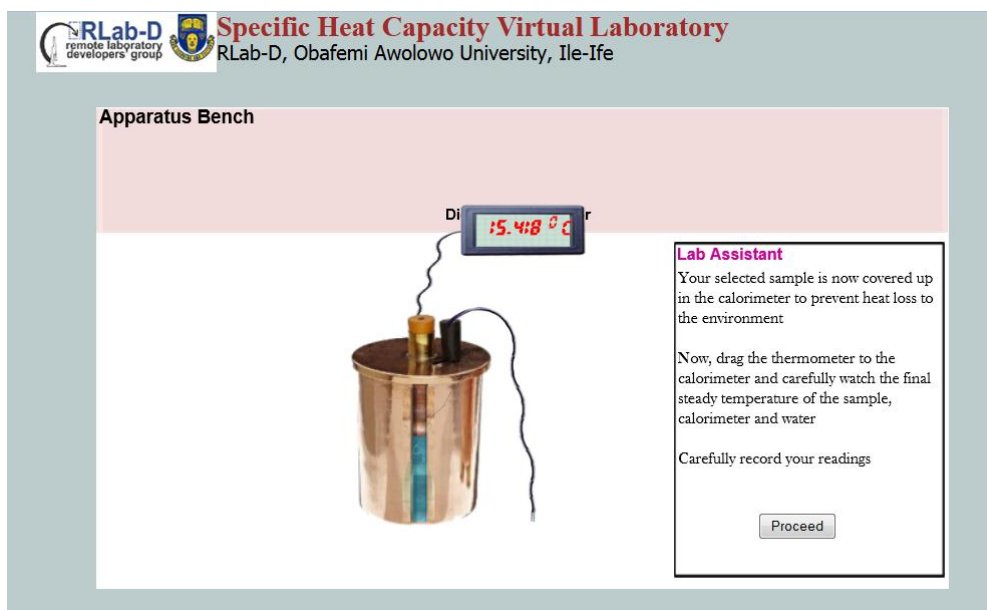 RLab-D
remote laboratory
developers' group
Specific Heat Capacity Virtual Laboratory
RLab-D, Obafemi Awolowo University, Ile-Ife
Apparatus Bench
Di
r
15.418 °C
Lab Assistant
Your selected sample is now covered up
in the calorimeter to prevent heat loss to
the environment
Now, drag the thermometer to the
calorimeter and carefully watch the final
steady temperature of the sample,
calorimeter and water
Carefully record your readings
Proceed